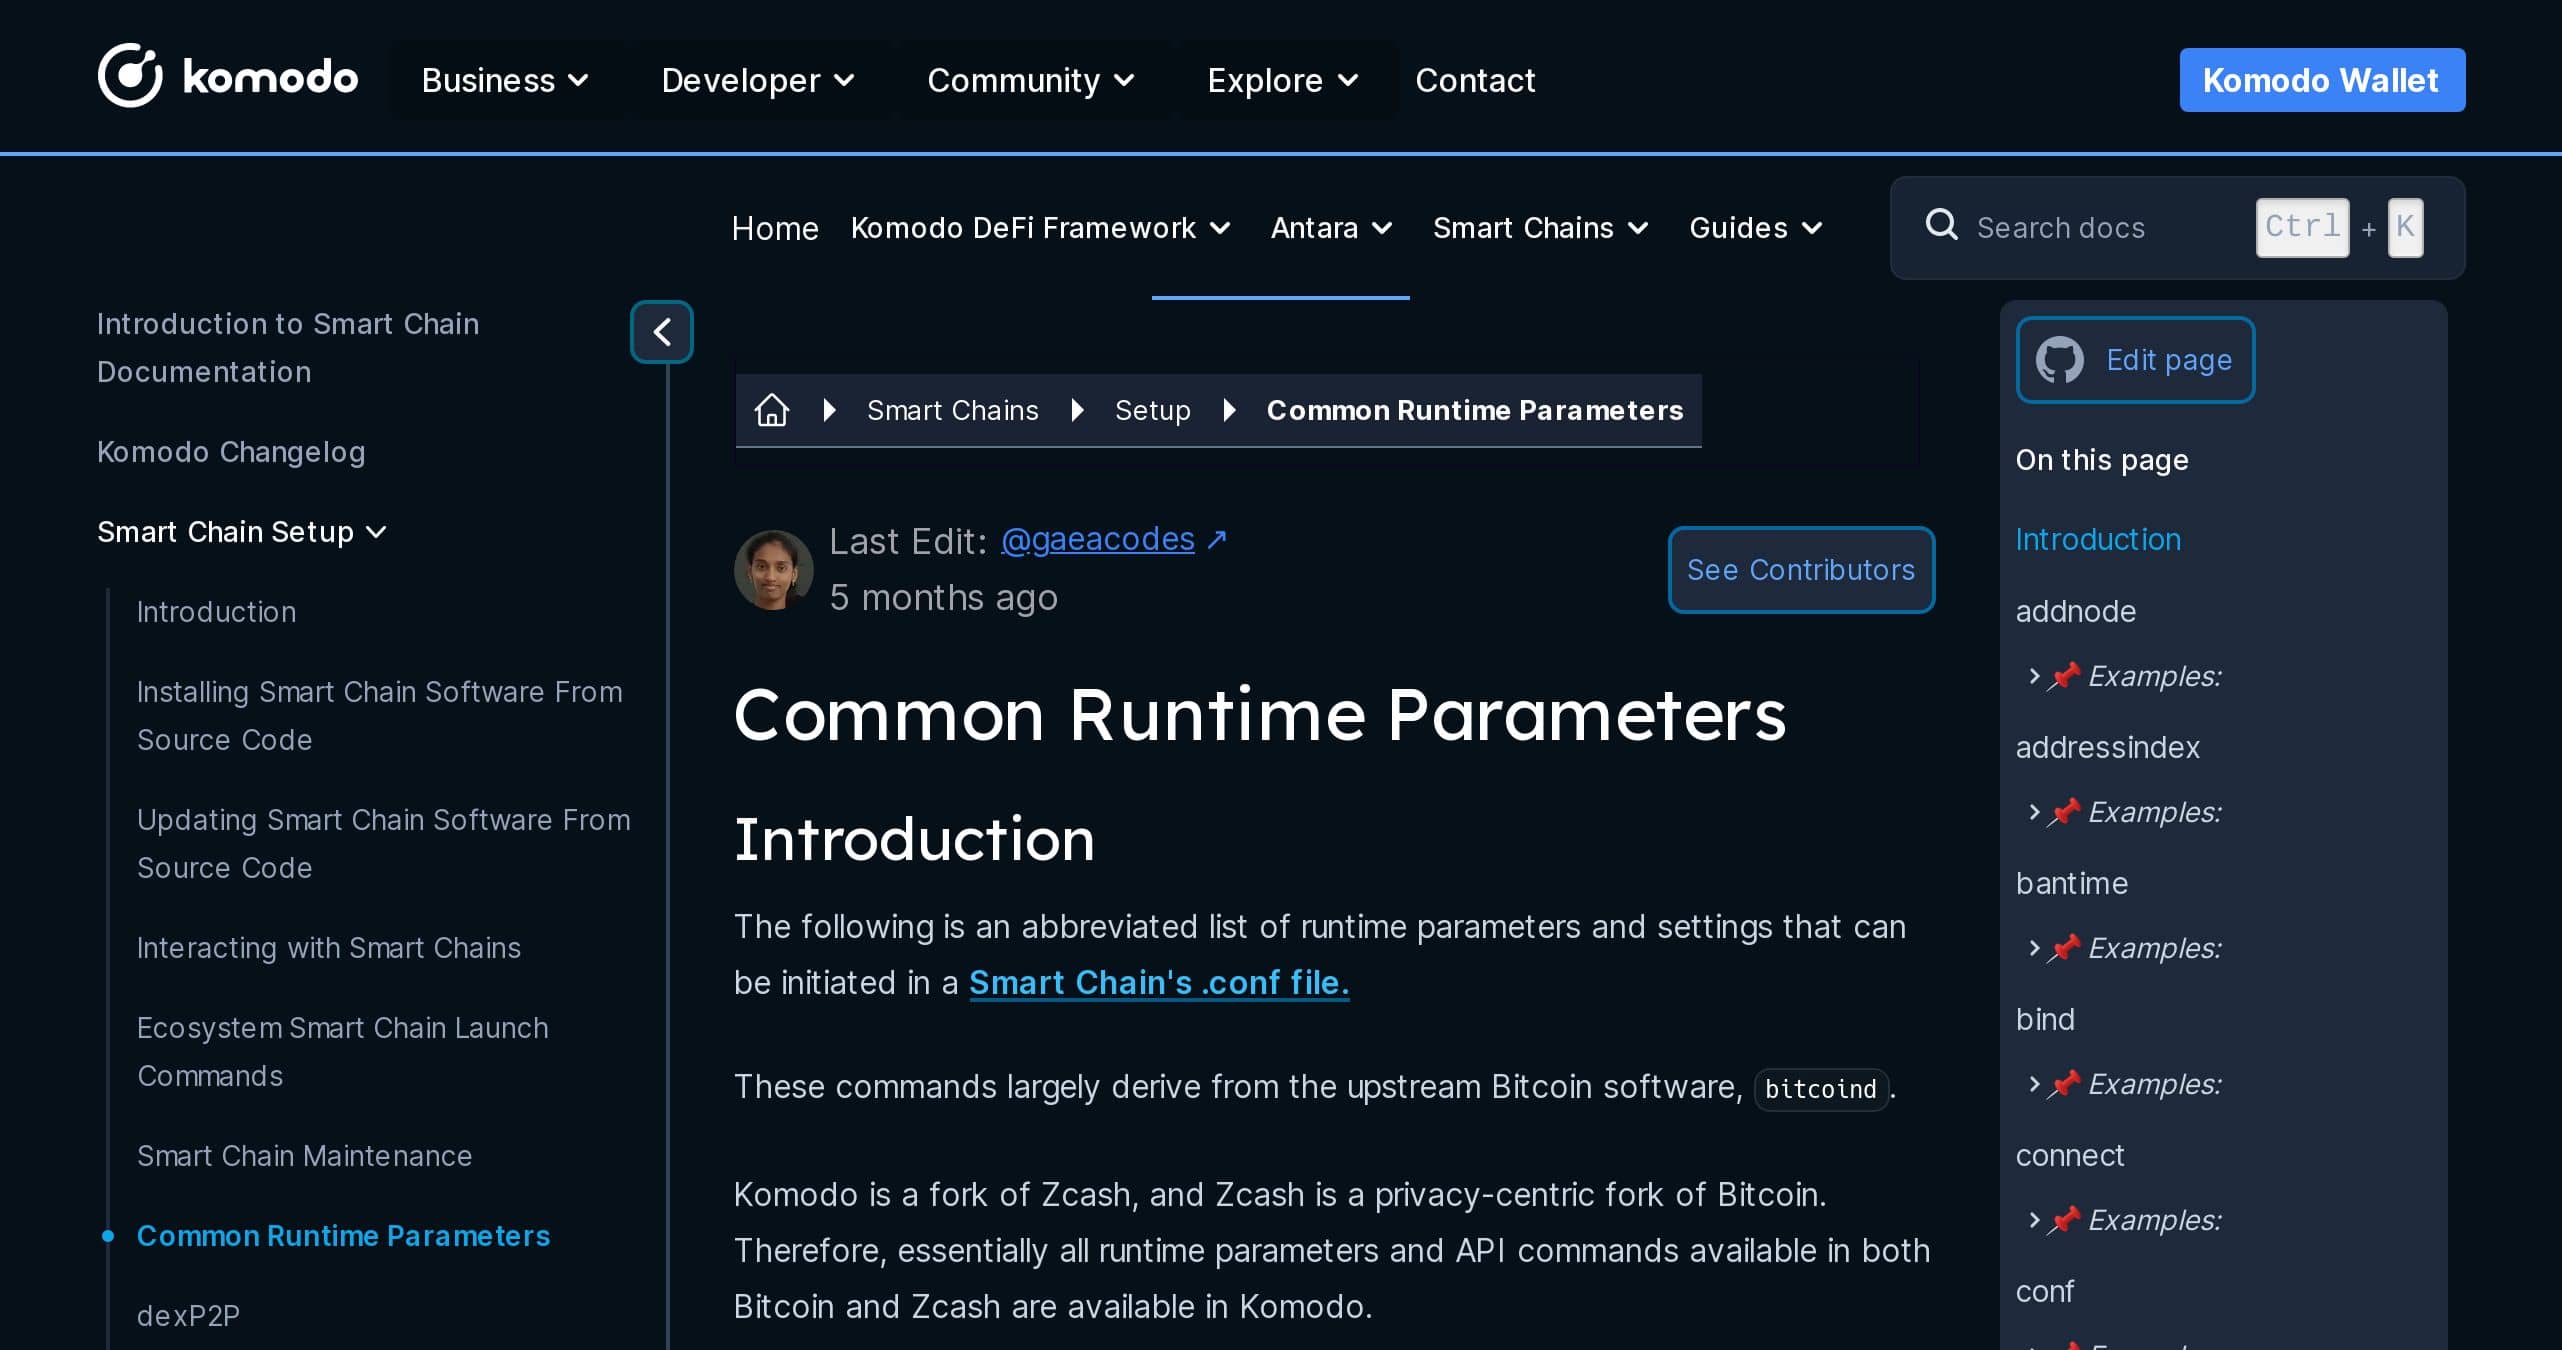 komodo Business Developer Community Explore Contact Komodo Wallet
Home Komodo DeFi Framework Antara Smart Chains Guides Search docs Ctrl + K
Introduction to Smart Chain
Documentation
Komodo Changelog
Smart Chain Setup
Introduction
Installing Smart Chain Software From
Source Code
Updating Smart Chain Software From
Source Code
Interacting with Smart Chains
Ecosystem Smart Chain Launch
Commands
Smart Chain Maintenance
Common Runtime Parameters
dexP2P
Smart Chains Setup Common Runtime Parameters
Last Edit: @gaeacodes ↗
5 months ago
See Contributors
Common Runtime Parameters
Introduction
The following is an abbreviated list of runtime parameters and settings that can
be initiated in a Smart Chain's .conf file.
These commands largely derive from the upstream Bitcoin software, bitcoind.
Komodo is a fork of Zcash, and Zcash is a privacy-centric fork of Bitcoin.
Therefore, essentially all runtime parameters and API commands available in both
Bitcoin and Zcash are available in Komodo.
Edit page
On this page
Introduction
addnode
📌 Examples:
addressindex
📌 Examples:
bantime
📌 Examples:
bind
📌 Examples:
connect
📌 Examples:
conf